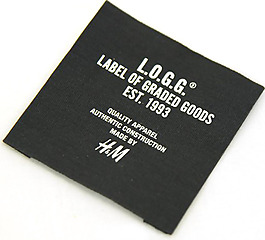 L.O.G.G.®
LABEL OF GRADED GOODS
EST. 1993
QUALITY APPAREL
AUTHENTIC CONSTRUCTION
MADE BY
H&M